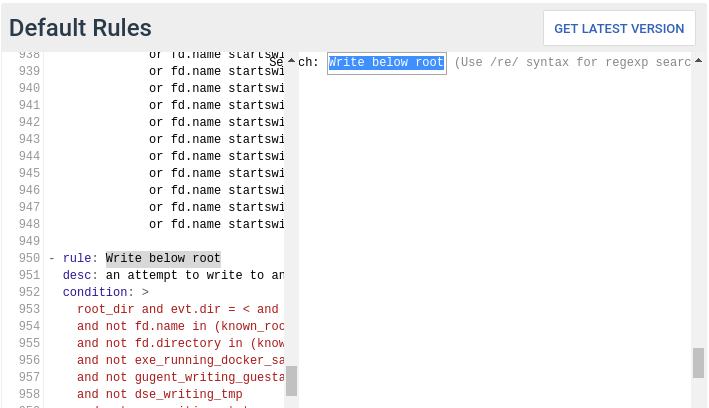 Default Rules
GET LATEST VERSION
938 or fd.name startswi
Search: Write below root (Use /re/ syntax for regexp searc
939 or fd.name startswi
940 or fd.name startswi
941 or fd.name startswi
942 or fd.name startswi
943 or fd.name startswi
944 or fd.name startswi
945 or fd.name startswi
946 or fd.name startswi
947 or fd.name startswi
948 or fd.name startswi
949
950 - rule: Write below root
951 desc: an attempt to write to an
952 condition: >
953 root_dir and evt.dir = < and
954 and not fd.name in (known_roo
955 and not fd.directory in (know
956 and not exe_running_docker_sa
957 and not gugent_writing_guesta
958 and not dse_writing_tmp